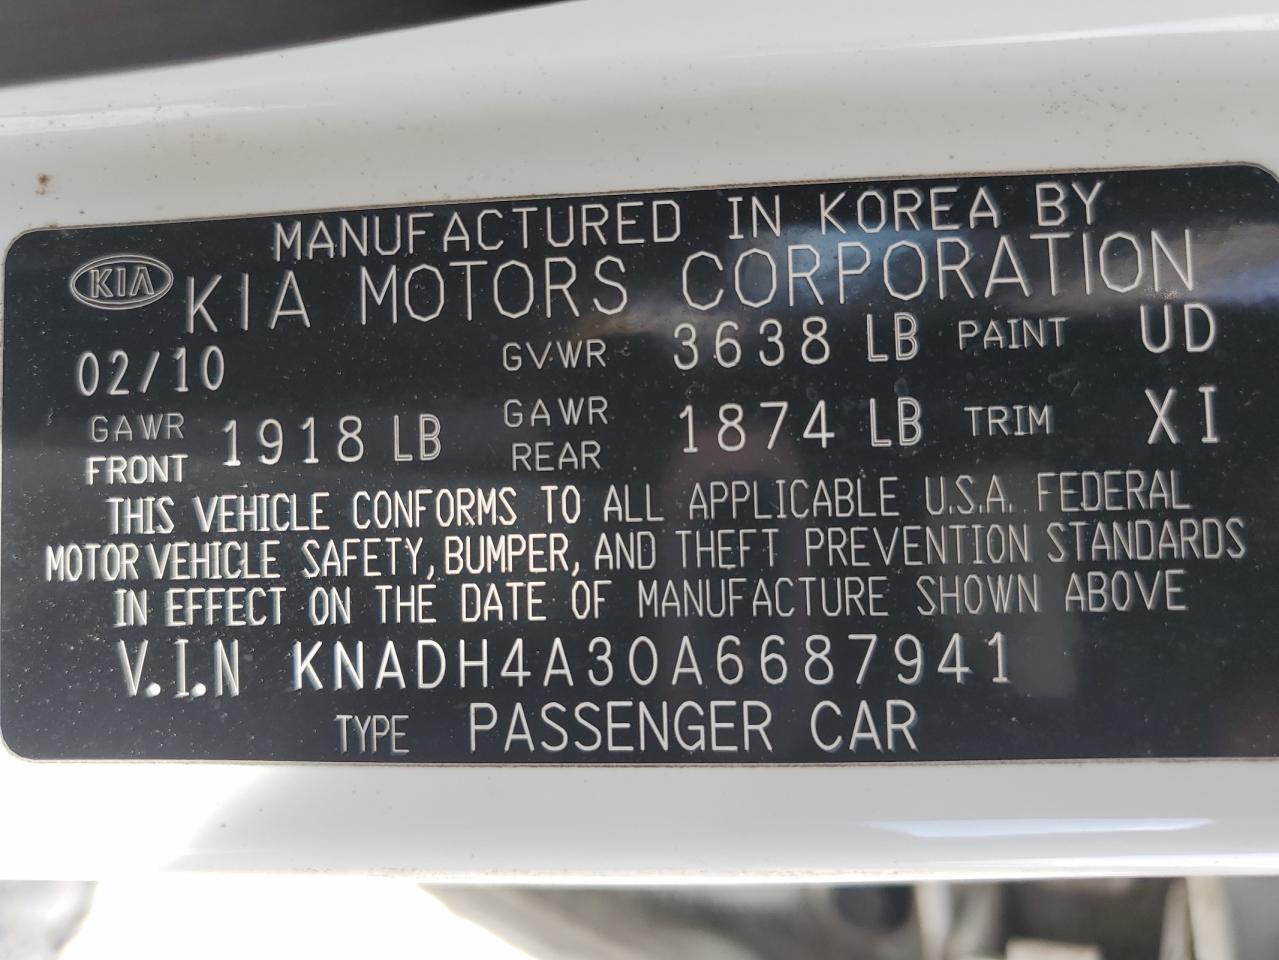 MANUFACTURED IN KOREA BY
KIA KIA MOTORS CORPORATION
02/10 GVWR 3638 LB PAINT UD
GAWR FRONT 1918 LB GAWR REAR 1874 LB TRIM XI
THIS VEHICLE CONFORMS TO ALL APPLICABLE U.S.A. FEDERAL
MOTOR VEHICLE SAFETY, BUMPER, AND THEFT PREVENTION STANDARDS
IN EFFECT ON THE DATE OF MANUFACTURE SHOWN ABOVE
V.I.N KNADH4A30A6687941
TYPE PASSENGER CAR